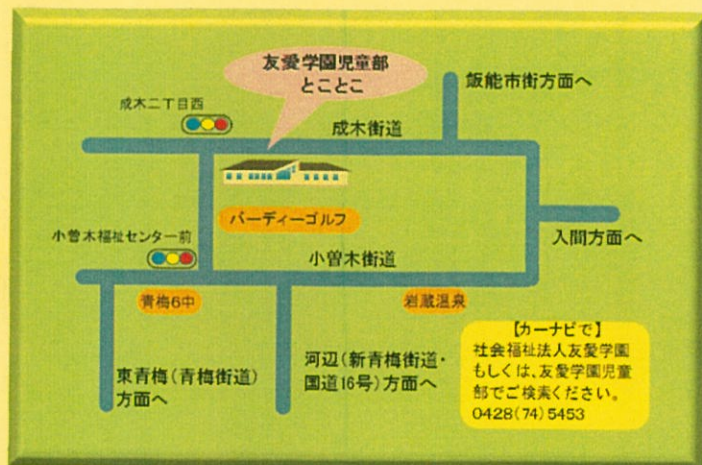 友愛学園児童部
とことこ
飯能市街方面へ
成木二丁目西
成木街道
バーディーゴルフ
小曽木福祉センター前
入間方面へ
小曽木街道
青梅6中
岩蔵温泉
東青梅（青梅街道）
方面へ
河辺（新青梅街道・
国道16号）方面へ
【カーナビで】
社会福祉法人友愛学園
もしくは、友愛学園児童
部でご検索ください。
0428（74）5453